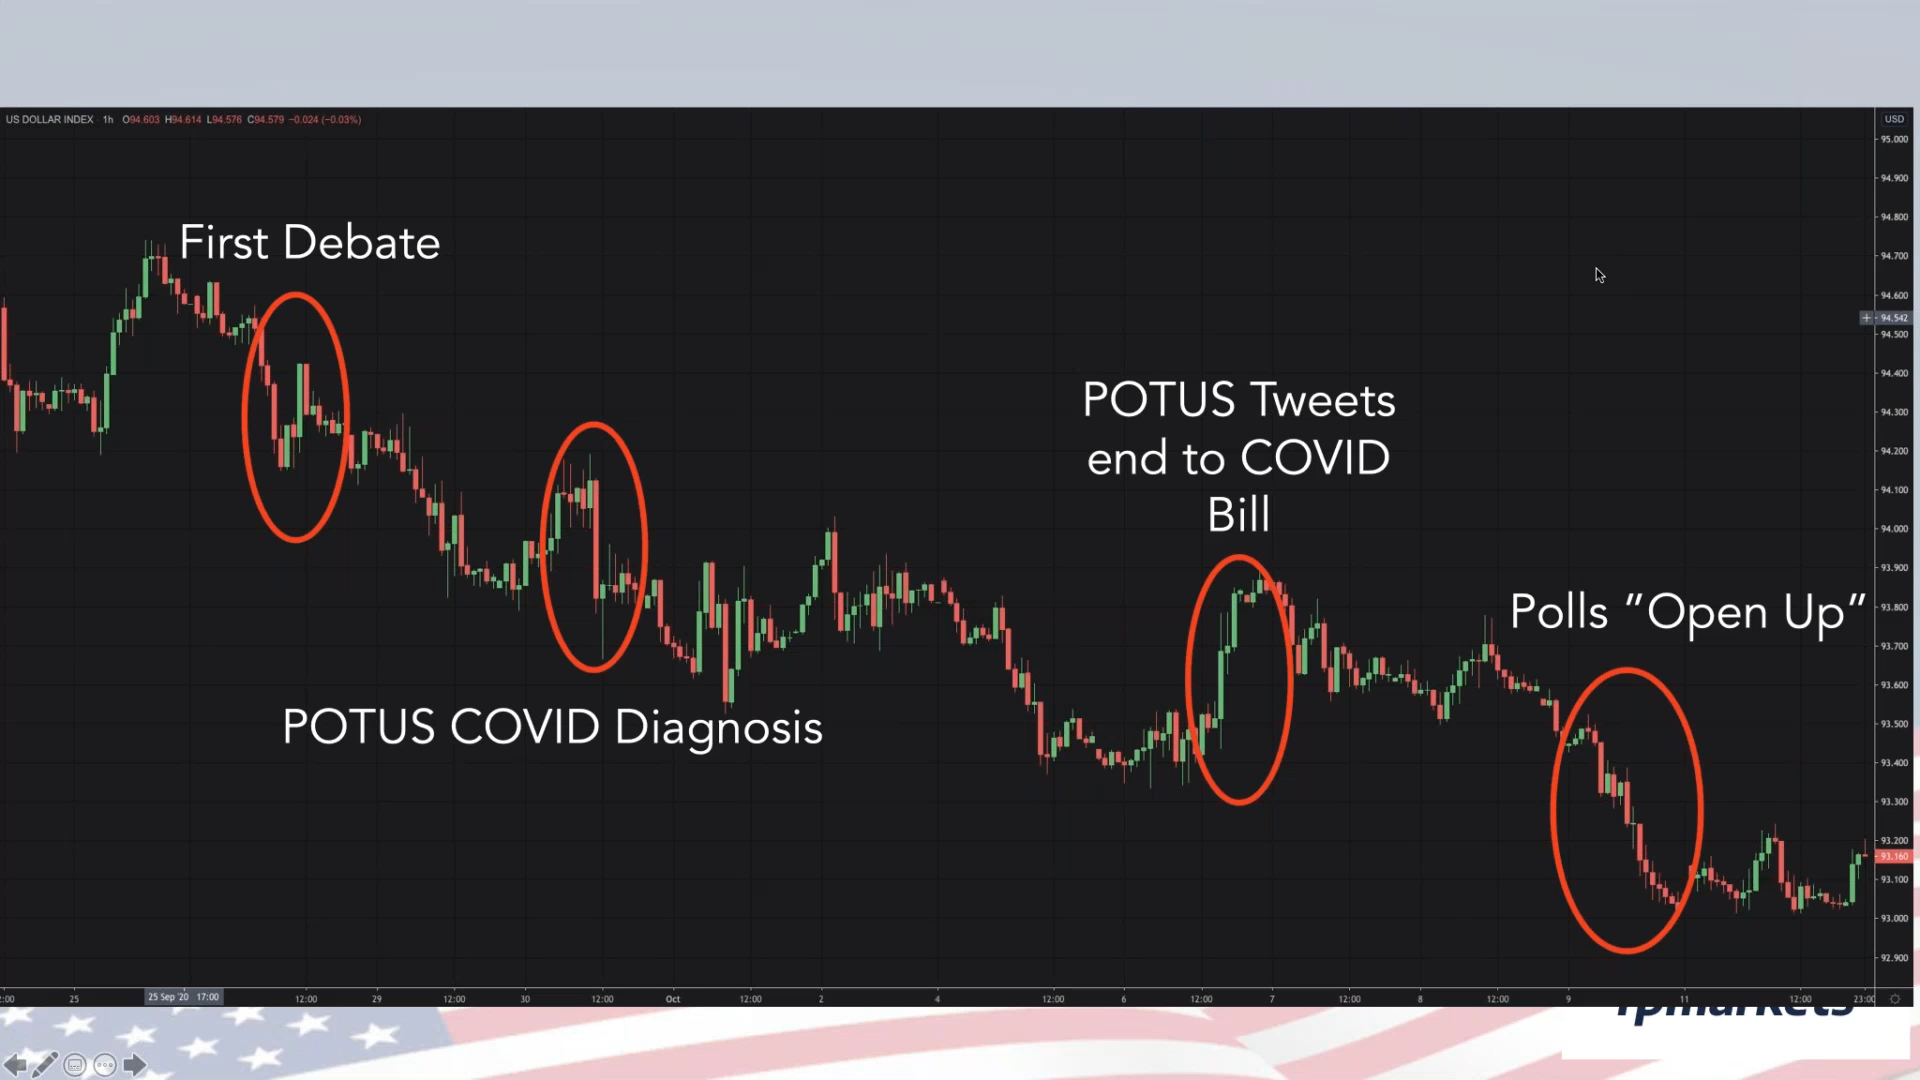 US DOLLAR INDEX 1h O94.603 H94.614 L94.576 C94.579 −0.024 (−0.03%)
USD
95.000
94.900
94.800
First Debate
94.700
94.600
94.542
94.500
94.400
POTUS Tweets
end to COVID
Bill
94.300
94.200
94.100
94.000
93.900
Polls “Open Up”
93.800
93.700
93.600
POTUS COVID Diagnosis
93.500
93.400
93.300
93.200
93.160
93.100
93.000
92.900
:00 25 25 Sep '20 17:00 12:00 29 12:00 30 12:00 Oct 12:00 2 4 12:00 6 12:00 7 12:00 8 12:00 9 11 12:00 23:00